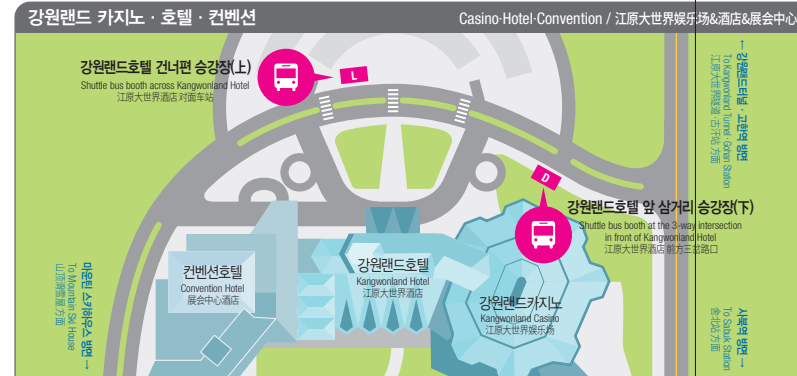 강원랜드 카지노 · 호텔 · 컨벤션
Casino·Hotel·Convention / 江原大世界娱乐场&酒店&展会中心
강원랜드호텔 건너편 승강장(上)
Shuttle bus booth across Kangwonland Hotel
江原大世界酒店 对面车站
L
← 강원랜드터널 · 고한역 방면
To Kangwonland Tunnel · Gohan Station
江原大世界隧道 · 古汗站 方面
D
강원랜드호텔 앞 삼거리 승강장(下)
Shuttle bus booth at the 3-way intersection
in front of Kangwonland Hotel
江原大世界酒店 前方三岔路口
컨벤션호텔
Convention Hotel
展会中心酒店
강원랜드호텔
Kangwonland Hotel
江原大世界酒店
강원랜드카지노
Kangwonland Casino
江原大世界娱乐场
마운틴 스키하우스 방면 →
To Mountain Ski House
山顶滑雪屋 方面
사북역 방면 →
To Sabuk Station
舍北站 方面